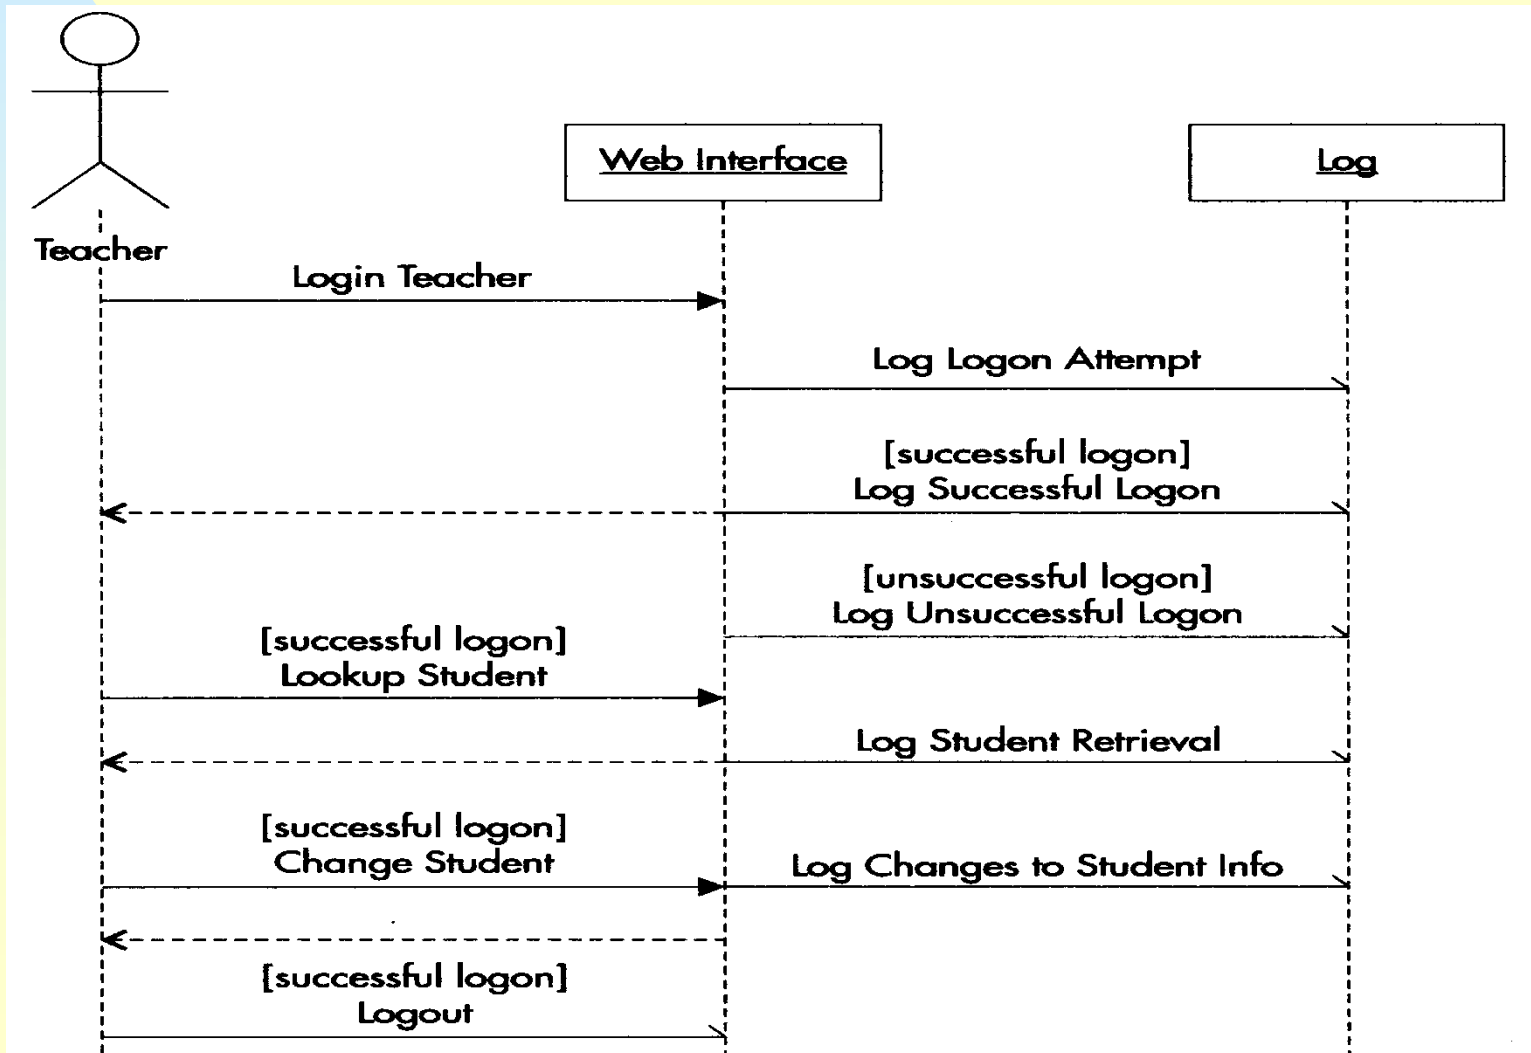 Web Interface
Log
Teacher
Login Teacher
Log Logon Attempt
[successful logon]
Log Successful Logon
[unsuccessful logon]
Log Unsuccessful Logon
[successful logon]
Lookup Student
Log Student Retrieval
[successful logon]
Change Student
Log Changes to Student Info
[successful logon]
Logout